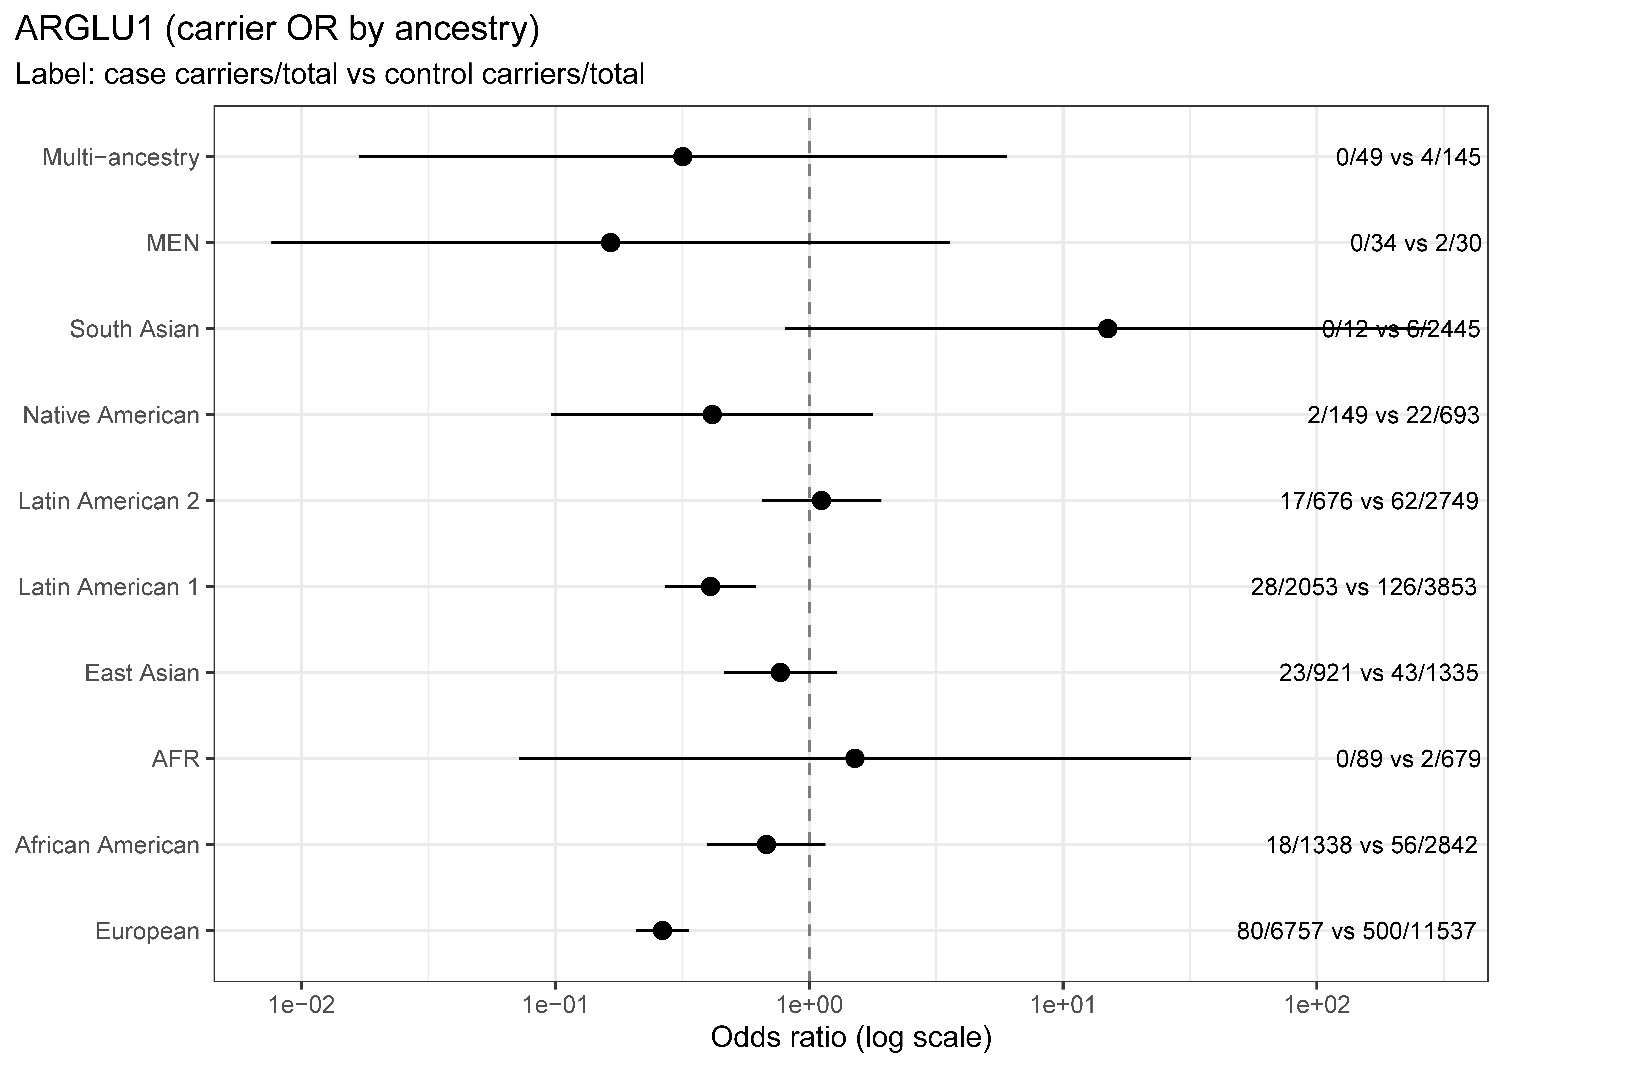 ARGLU1 (carrier OR by ancestry)
Label: case carriers/total vs control carriers/total
Multi−ancestry
0/49 vs 4/145
MEN
0/34 vs 2/30
South Asian
0/12 vs 6/2445
Native American
2/149 vs 22/693
Latin American 2
17/676 vs 62/2749
Latin American 1
28/2053 vs 126/3853
East Asian
23/921 vs 43/1335
AFR
0/89 vs 2/679
African American
18/1338 vs 56/2842
European
80/6757 vs 500/11537
1e−02 1e−01 1e+00 1e+01 1e+02
Odds ratio (log scale)